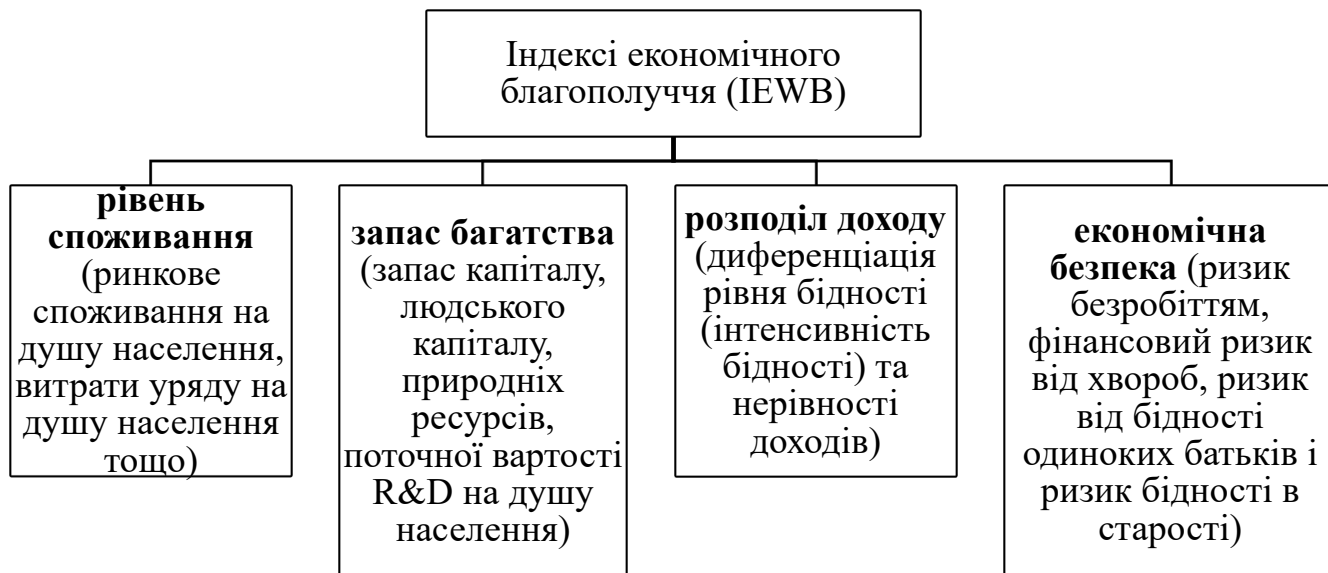 Індексі економічного
благополуччя (IEWB)
рівень
споживання
(ринкове
споживання на
душу населення,
витрати уряду на
душу населення
тощо)
запас багатства
(запас капіталу,
людського
капіталу,
природніх
ресурсів,
поточної вартості
R&D на душу
населення)
розподіл доходу
(диференціація
рівня бідності
(інтенсивність
бідності) та
нерівності
доходів)
економічна
безпека (ризик
безробіттям,
фінансовий ризик
від хвороб, ризик
від бідності
одиноких батьків і
ризик бідності в
старості)